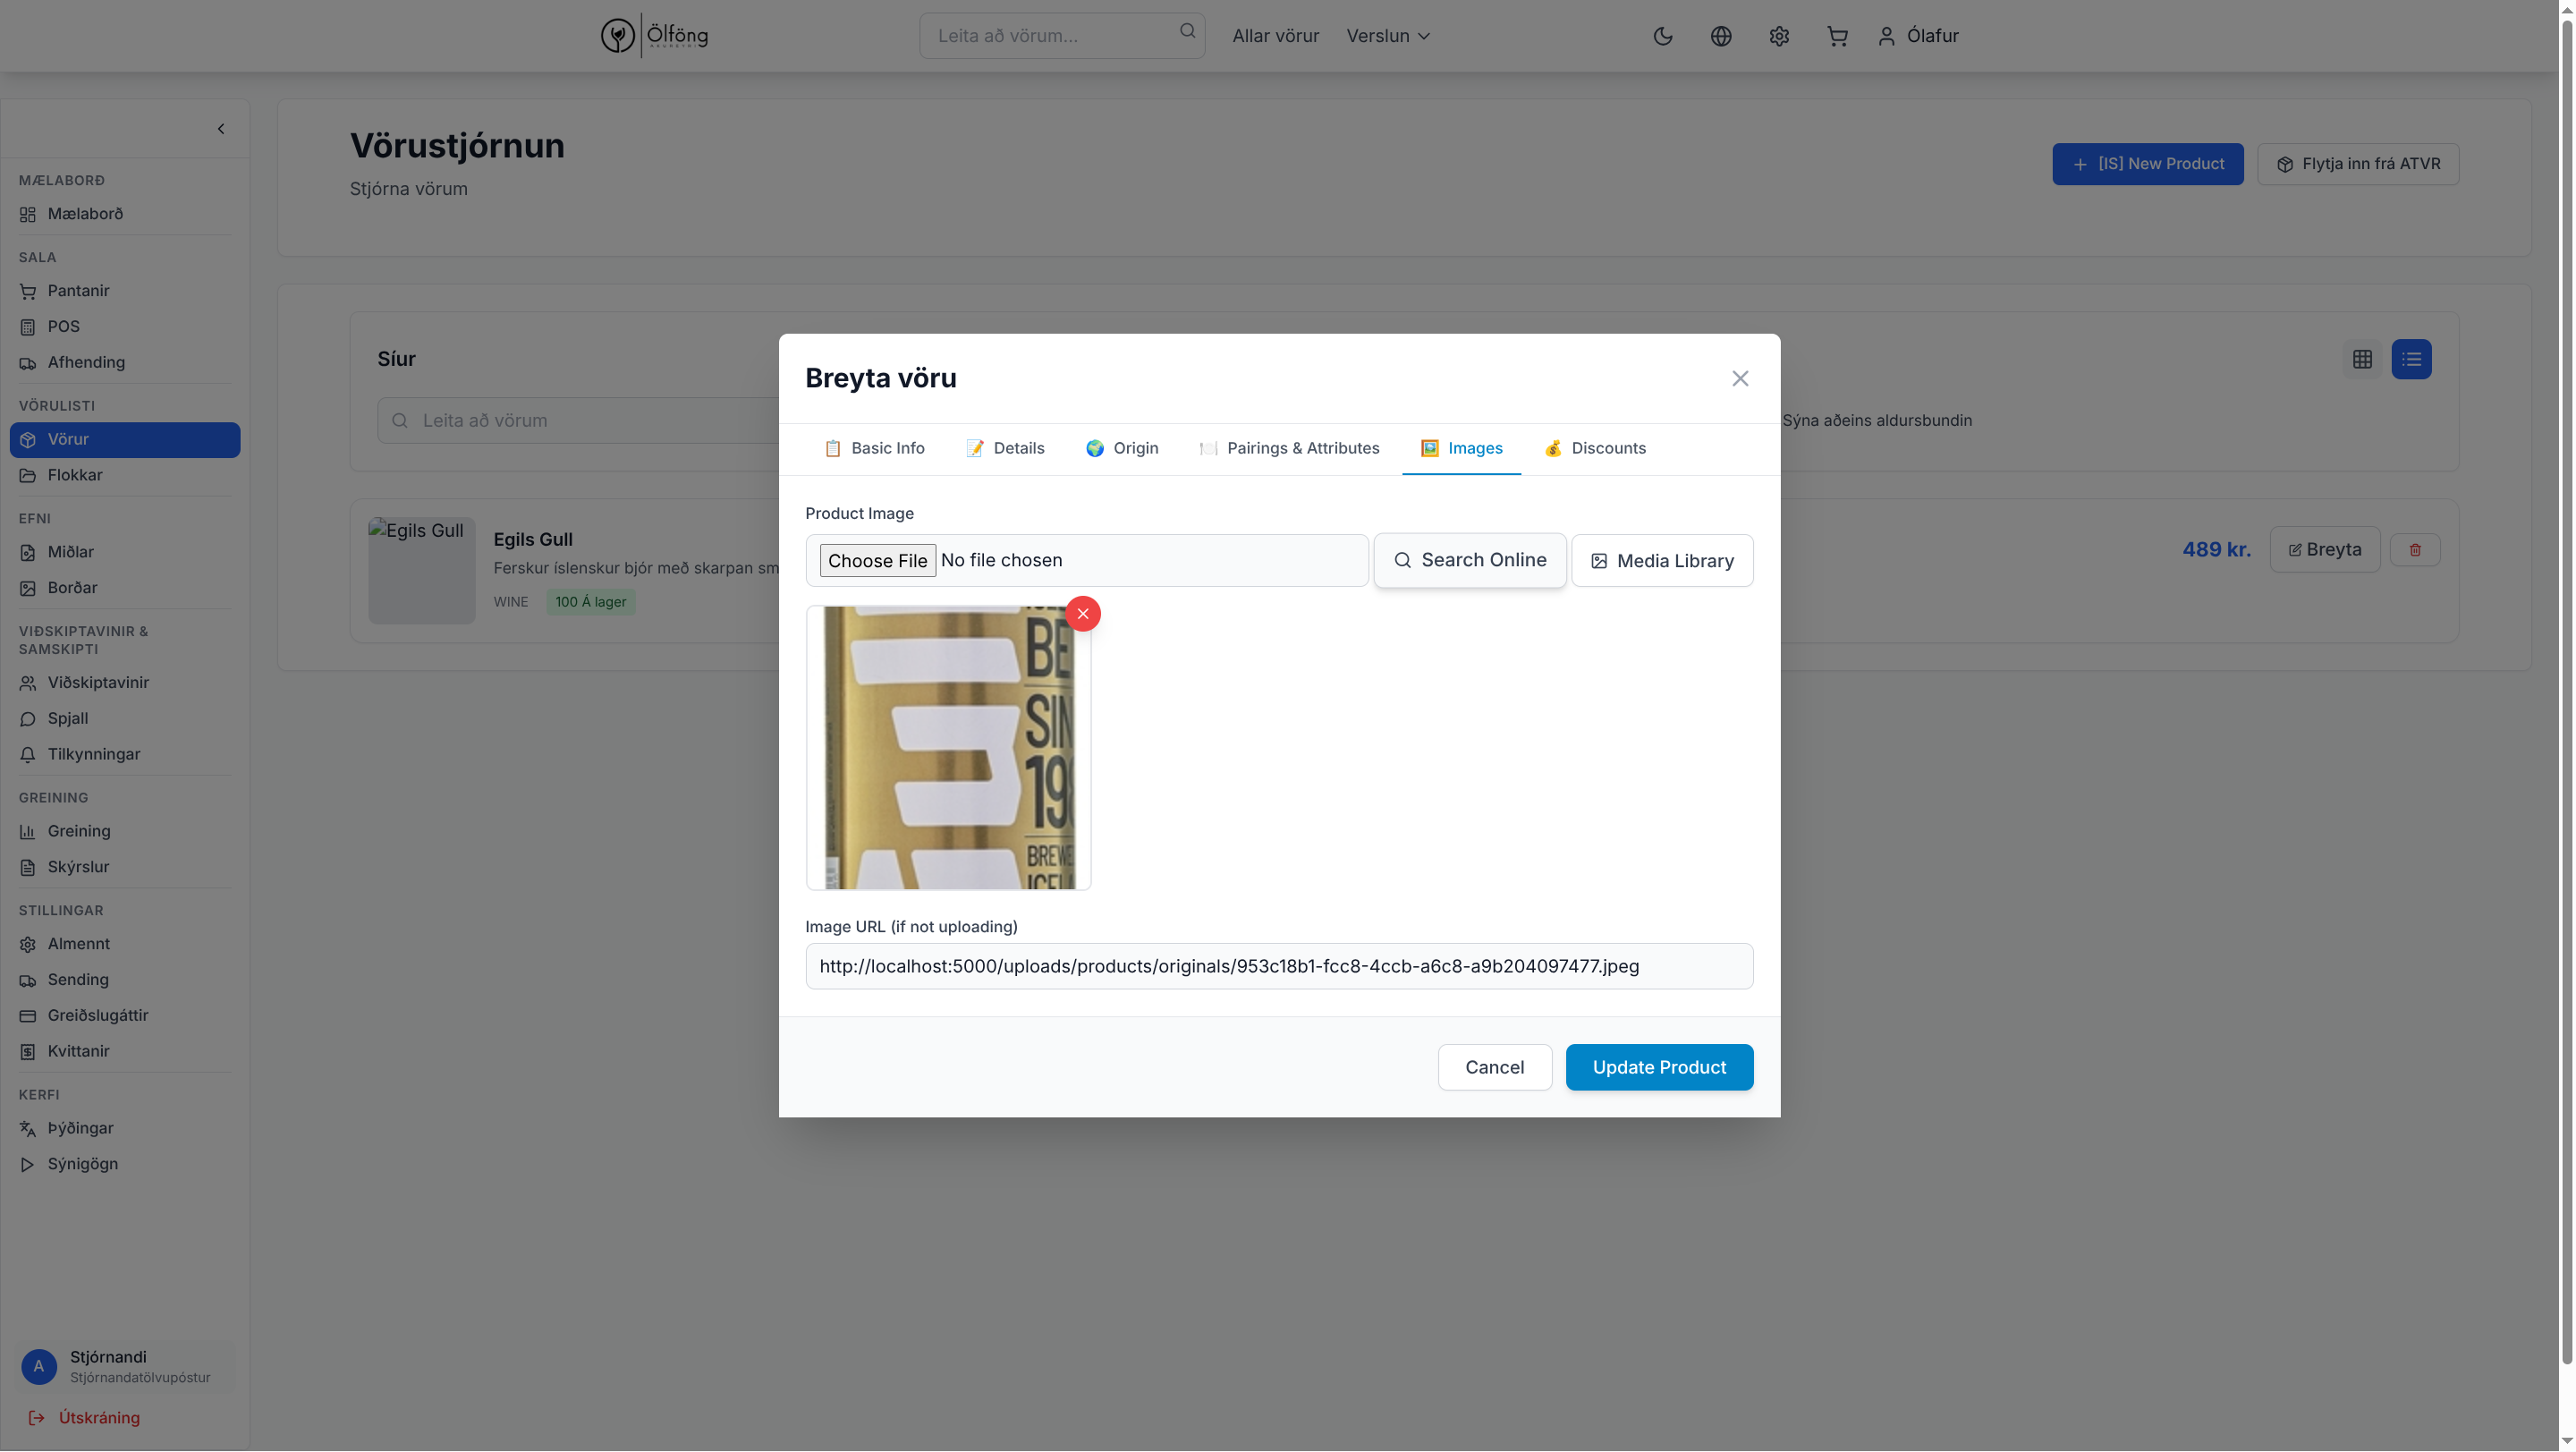 Ölföng
Leita að vörum...
Allar vörur
Verslun
Ólafur
MÆLABORÐ
Mælaborð
SALA
Pantanir
POS
Afhending
VÖRULISTI
Vörur
Flokkar
EFNI
Miðlar
Borðar
VIÐSKIPTAVINIR &
SAMSKIPTI
Viðskiptavinir
Spjall
Tilkynningar
GREINING
Greining
Skýrslur
STILLINGAR
Almennt
Sending
Greiðslugáttir
Kvittanir
KERFI
Þýðingar
Sýnigögn
A
Stjórnandi
Stjórnandatölvupóstur
Útskráning
Vörustjórnun
Stjórna vörum
[IS] New Product
Flytja inn frá ATVR
Síur
Leita að vörum
Sýna aðeins aldursbundin
Egils Gull
Egils Gull
Ferskur íslenskur bjór með skarpan
WINE
100 Á lager
489 kr.
Breyta
Breyta vöru
Basic Info
Details
Origin
Pairings & Attributes
Images
Discounts
Product Image
Choose File
No file chosen
Search Online
Media Library
BE
SIN
19
BREWE
ICEL
Image URL (if not uploading)
http://localhost:5000/uploads/products/originals/953c18b1-fcc8-4ccb-a6c8-a9b204097477.jpeg
Cancel
Update Product